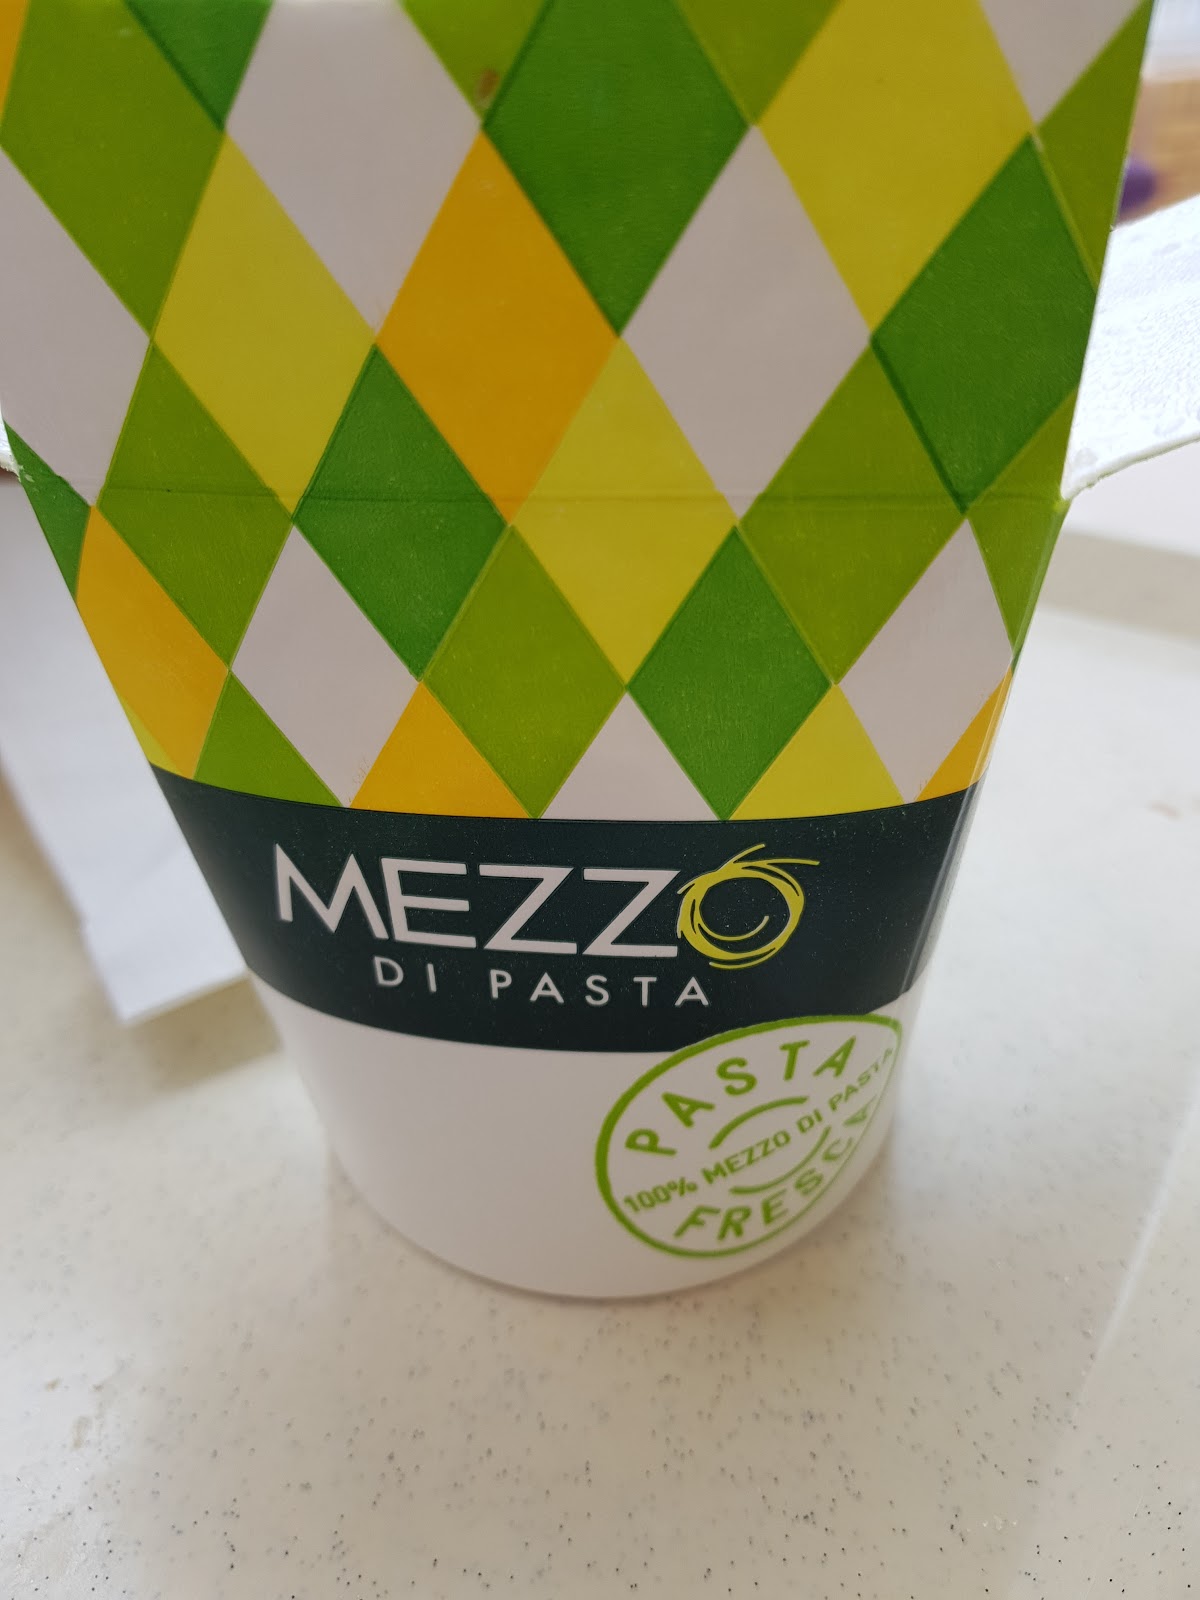 MEZZO
DI PASTA
PASTA
100% MEZZO DI PASTA
FRESCA